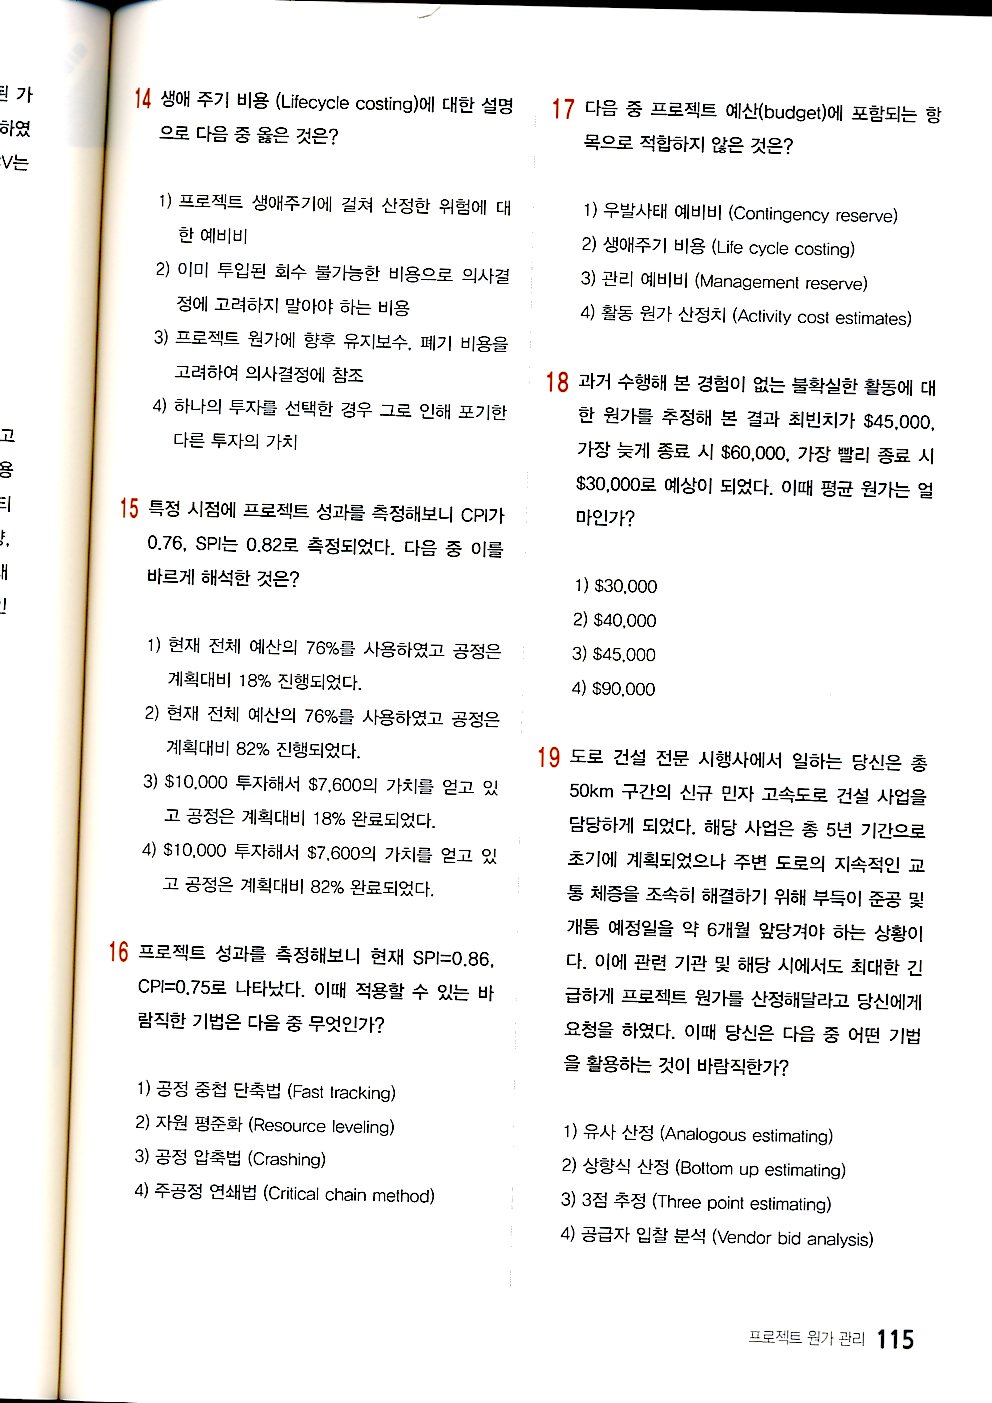 된 가
하였
V는
고
용
티
14 생애 주기 비용 (Lifecycle costing)에 대한 설명
으로 다음 중 옳은 것은?
1) 프로젝트 생애주기에 걸쳐 산정한 위험에 대
한 예비비
2) 이미 투입된 회수 불가능한 비용으로 의사결
정에 고려하지 말아야 하는 비용
3) 프로젝트 원가에 향후 유지보수, 폐기 비용을
고려하여 의사결정에 참조
4) 하나의 투자를 선택한 경우 그로 인해 포기한
다른 투자의 가치
15 특정 시점에 프로젝트 성과를 측정해보니 CPI가
0.76, SPI는 0.82로 측정되었다. 다음 중 이를
바르게 해석한 것은?
1) 현재 전체 예산의 76%를 사용하였고 공정은
계획대비 18% 진행되었다.
2) 현재 전체 예산의 76%를 사용하였고 공정은
계획대비 82% 진행되었다.
3) $10,000 투자해서 $7,600의 가치를 얻고 있
고 공정은 계획대비 18% 완료되었다.
4) $10,000 투자해서 $7,600의 가치를 얻고 있
고 공정은 계획대비 82% 완료되었다.
16 프로젝트 성과를 측정해보니 현재 SPI=0.86,
CPI=0.75로 나타났다. 이때 적용할 수 있는 바
람직한 기법은 다음 중 무엇인가?
1) 공정 중첩 단축법 (Fast tracking)
2) 자원 평준화 (Resource leveling)
3) 공정 압축법 (Crashing)
4) 주공정 연쇄법 (Critical chain method)
17 다음 중 프로젝트 예산(budget)에 포함되는 항
목으로 적합하지 않은 것은?
1) 우발사태 예비비 (Contingency reserve)
2) 생애주기 비용 (Life cycle costing)
3) 관리 예비비 (Management reserve)
4) 활동 원가 산정치 (Activity cost estimates)
18 과거 수행해 본 경험이 없는 불확실한 활동에 대
한 원가를 추정해 본 결과 최빈치가 $45,000,
가장 늦게 종료 시 $60,000, 가장 빨리 종료 시
$30,000로 예상이 되었다. 이때 평균 원가는 얼
마인가?
1) $30,000
2) $40,000
3) $45,000
4) $90,000
19 도로 건설 전문 시행사에서 일하는 당신은 총
50km 구간의 신규 민자 고속도로 건설 사업을
담당하게 되었다. 해당 사업은 총 5년 기간으로
초기에 계획되었으나 주변 도로의 지속적인 교
통 체증을 조속히 해결하기 위해 부득이 준공 및
개통 예정일을 약 6개월 앞당겨야 하는 상황이
다. 이에 관련 기관 및 해당 시에서도 최대한 긴
급하게 프로젝트 원가를 산정해달라고 당신에게
요청을 하였다. 이때 당신은 다음 중 어떤 기법
을 활용하는 것이 바람직한가?
1) 유사 산정 (Analogous estimating)
2) 상향식 산정 (Bottom up estimating)
3) 3점 추정 (Three point estimating)
4) 공급자 입찰 분석 (Vendor bid analysis)
프로젝트 원가 관리 115